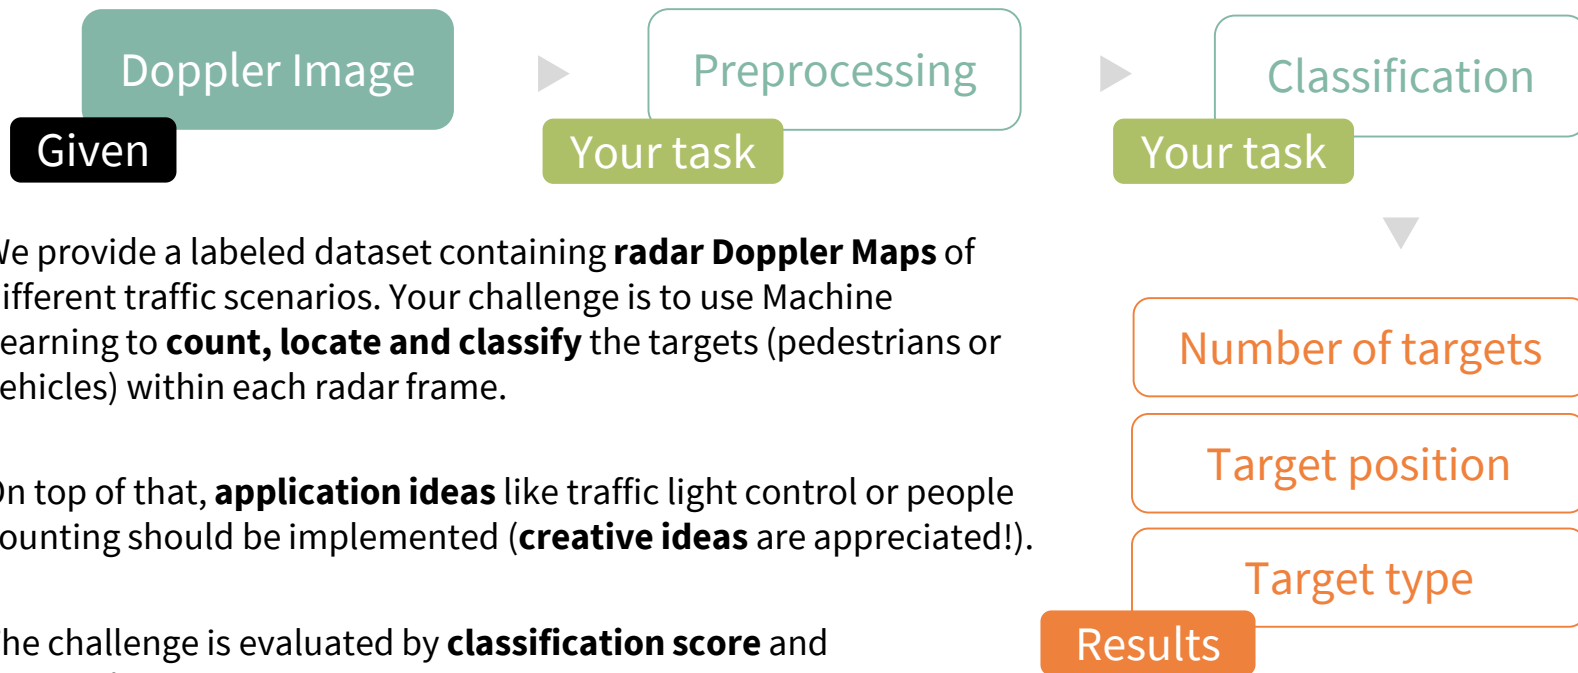 Doppler Image
Preprocessing
Classification
Given
Your task
Your task
We provide a labeled dataset containing radar Doppler Maps of
different traffic scenarios. Your challenge is to use Machine
Learning to count, locate and classify the targets (pedestrians or
vehicles) within each radar frame.
On top of that, application ideas like traffic light control or people
counting should be implemented (creative ideas are appreciated!).
The challenge is evaluated by classification score and
Number of targets
Target position
Target type
Results